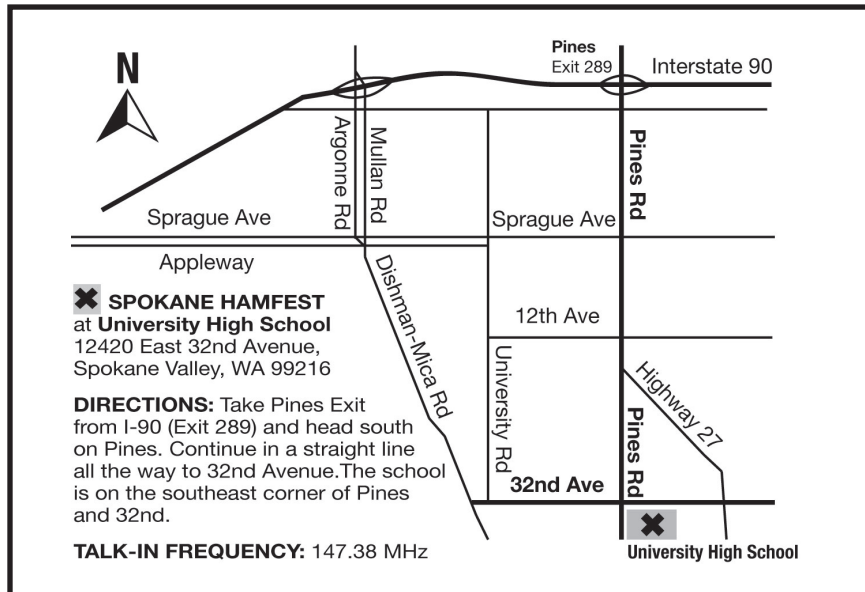 Pines
Exit 289
Interstate 90
N
Argonne Rd
Mullan Rd
Pines Rd
Sprague Ave
Sprague Ave
Appleway
Dishman-Mica Rd
12th Ave
University Rd
Highway 27
Pines Rd
32nd Ave
University High School
SPOKANE HAMFEST
at University High School
12420 East 32nd Avenue,
Spokane Valley, WA 99216
DIRECTIONS: Take Pines Exit
from I-90 (Exit 289) and head south
on Pines. Continue in a straight line
all the way to 32nd Avenue.The school
is on the southeast corner of Pines
and 32nd.
TALK-IN FREQUENCY: 147.38 MHz